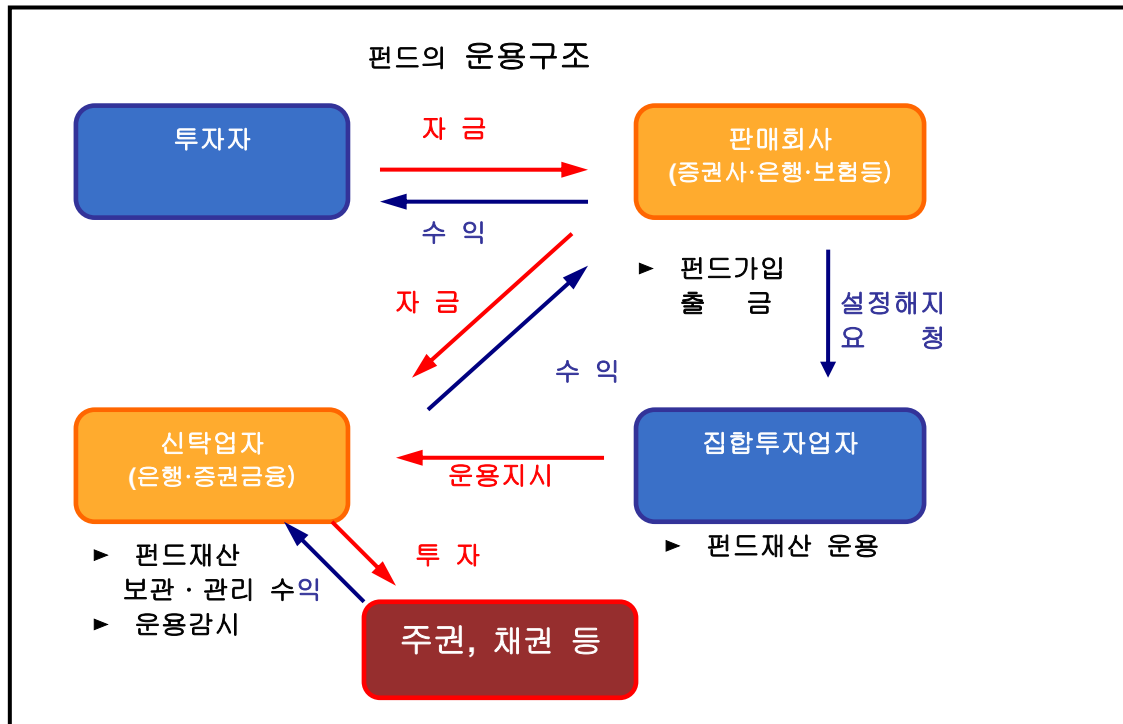 펀드의 운용구조
투자자
자 금
판매회사
(증권사·은행·보험등)
수 익
► 펀드가입
출 금
자 금
설정해지
요 청
수 익
신탁업자
(은행·증권금융)
집합투자업자
운용지시
► 펀드재산
보관 · 관리 수익
► 운용감시
투 자
► 펀드재산 운용
주권, 채권 등